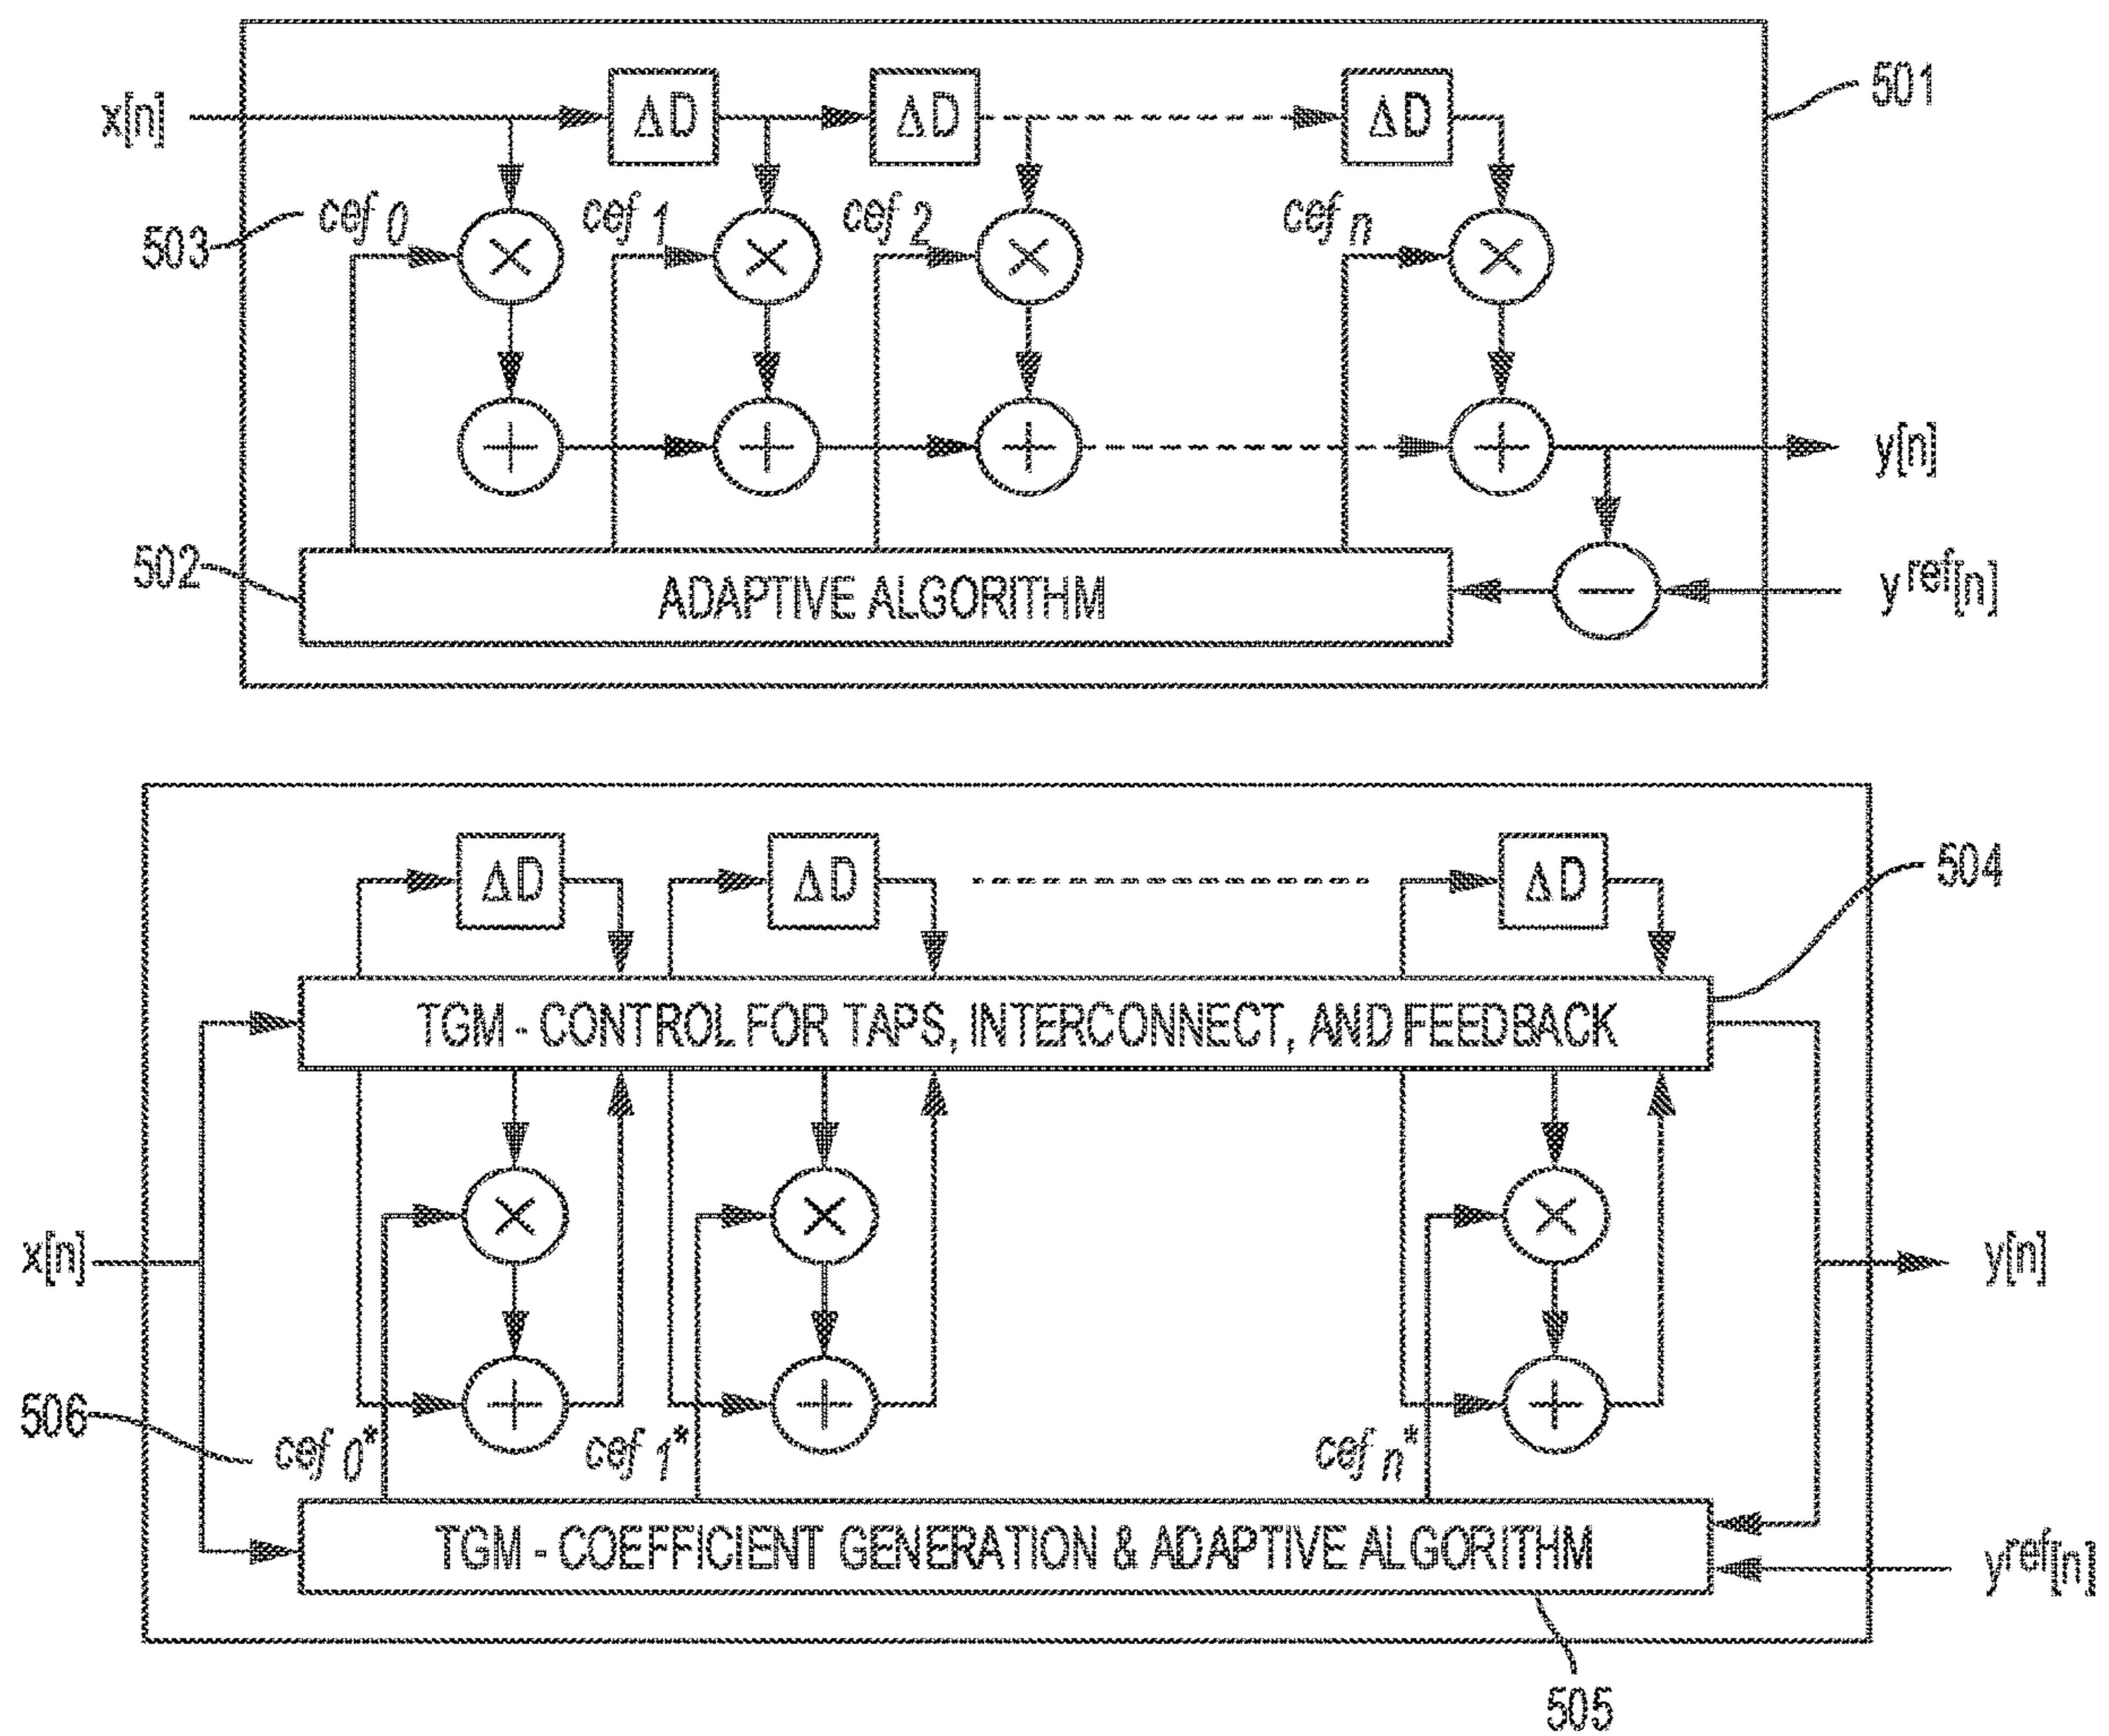 x[n] ΔD ΔD ΔD 501
503 cef 0 cef 1 cef 2 cef n
× × × ×
+ + + + y[n]
502 ADAPTIVE ALGORITHM − y ref[n]
ΔD ΔD ΔD 504
TGM - CONTROL FOR TAPS, INTERCONNECT, AND FEEDBACK
× × ×
x[n] y[n]
+ + +
506 cef 0* cef 1* cef n*
TGM - COEFFICIENT GENERATION & ADAPTIVE ALGORITHM y ref[n]
505